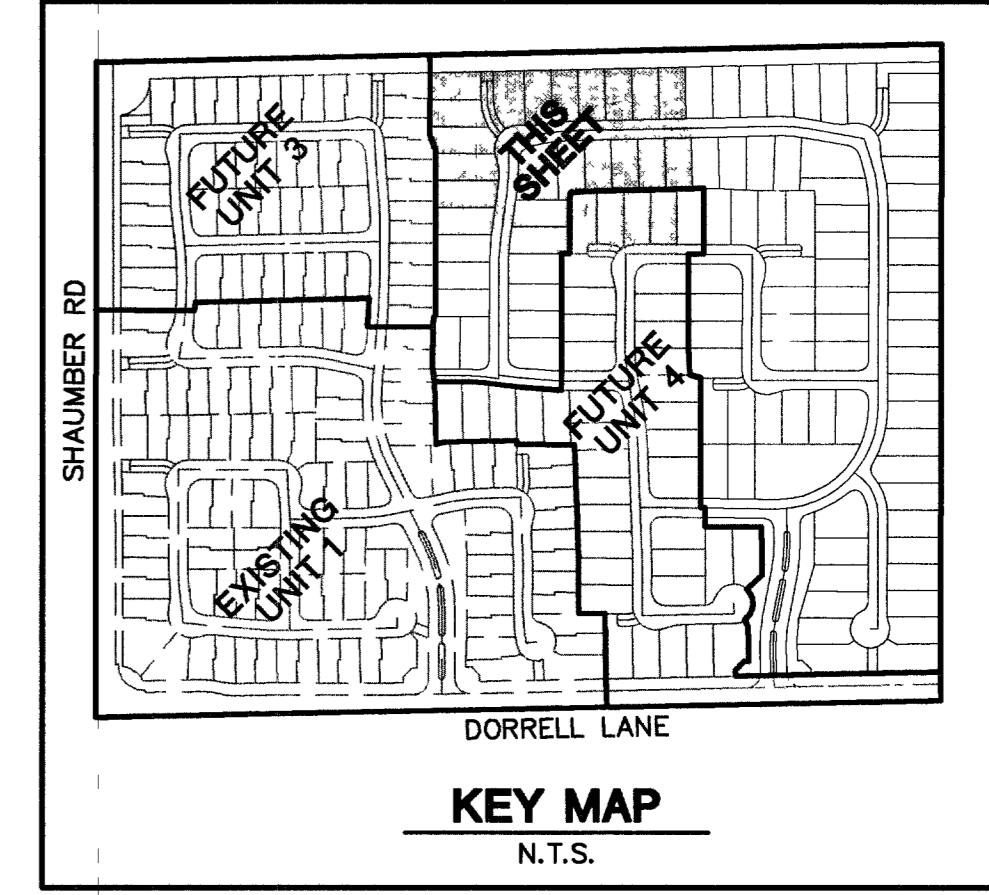 FUTURE
UNIT 3
THIS
SHEET
SHAUMBER RD
FUTURE
UNIT 4
EXISTING
UNIT 1
DORRELL LANE
KEY MAP
N.T.S.